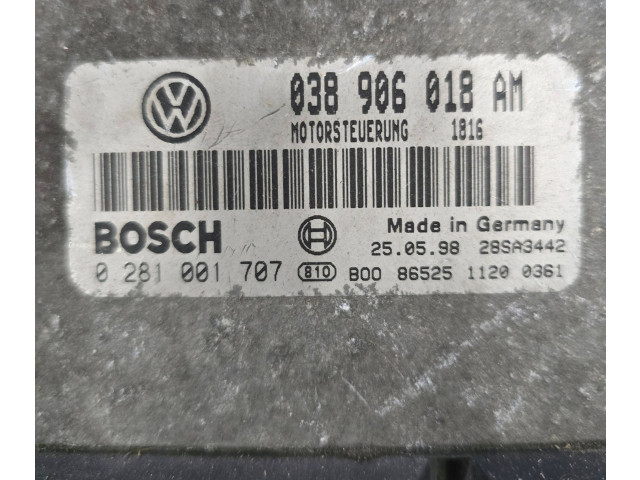 038 906 018 AM
MOTORSTEUERUNG 1816
BOSCH Made in Germany
25.05.98 28SA3442
0 281 001 707 810 B00 86525 1120 0361